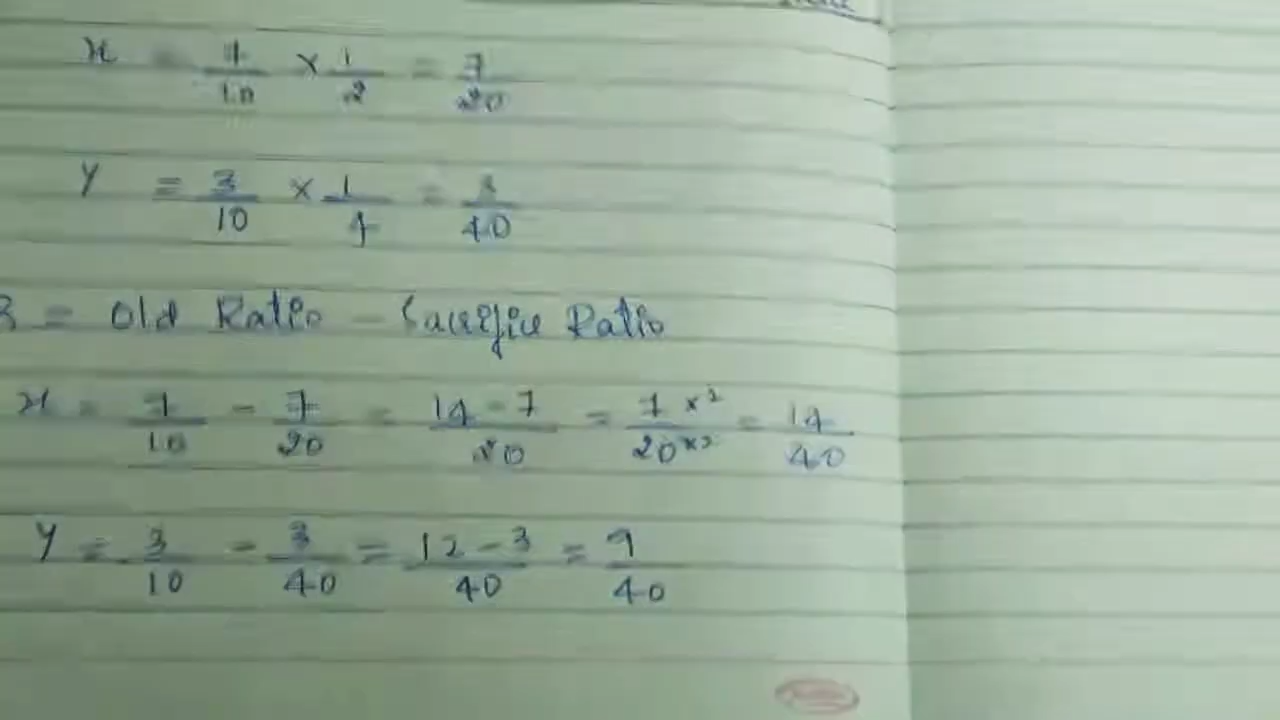 x = 7/10 × 1/2 = 7/20
Y = 3/10 × 1/4 = 3/40
= Old Ratio - Sacrifice Ratio
x = 7/10 - 7/20 = 14 - 7/20 = 7 ×2/20 ×2 = 14/40
Y = 3/10 - 3/40 = 12 - 3/40 = 9/40